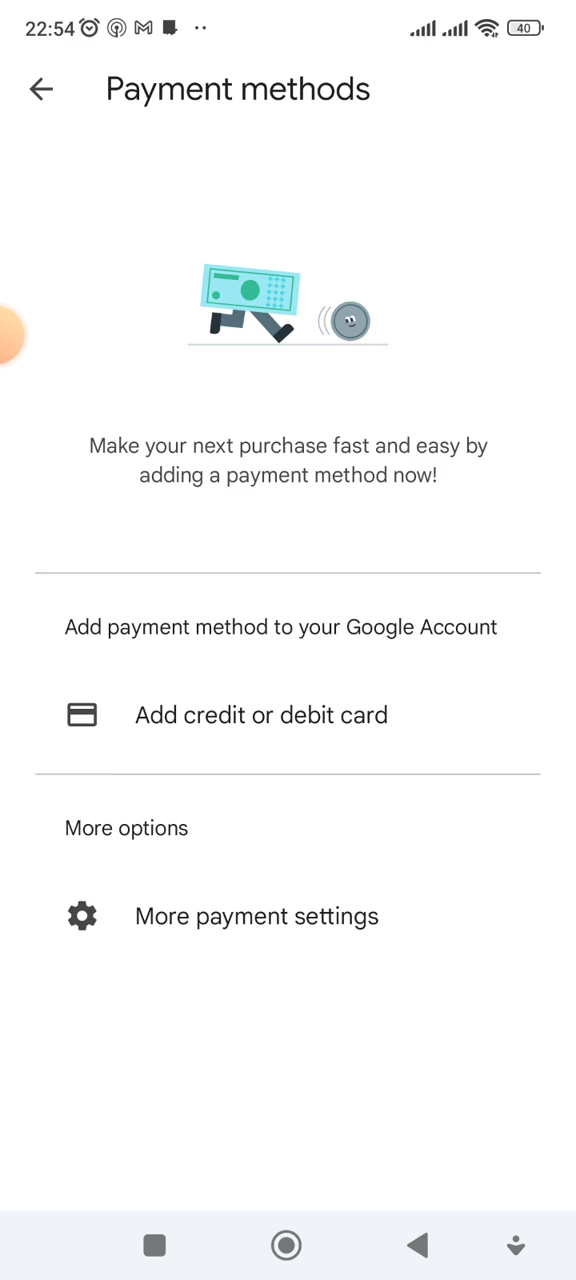 22:54
40
Payment methods
Make your next purchase fast and easy by
adding a payment method now!
Add payment method to your Google Account
Add credit or debit card
More options
More payment settings